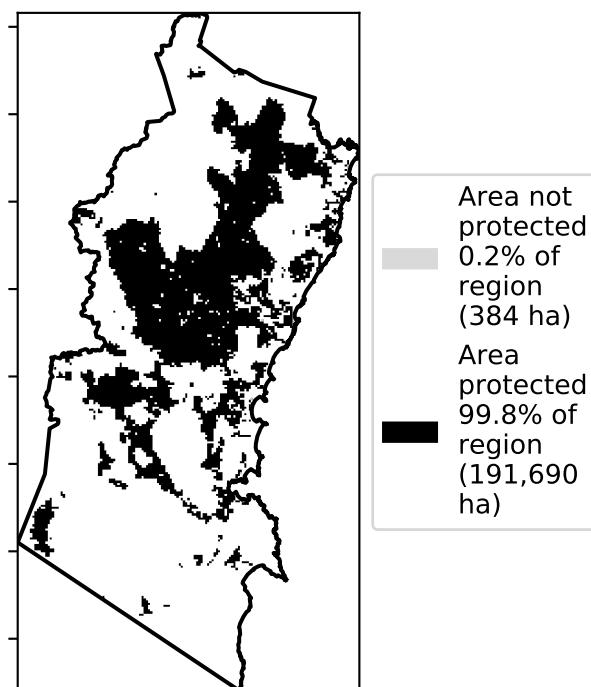 Area not
protected
0.2% of
region
(384 ha)
Area
protected
99.8% of
region
(191,690
ha)